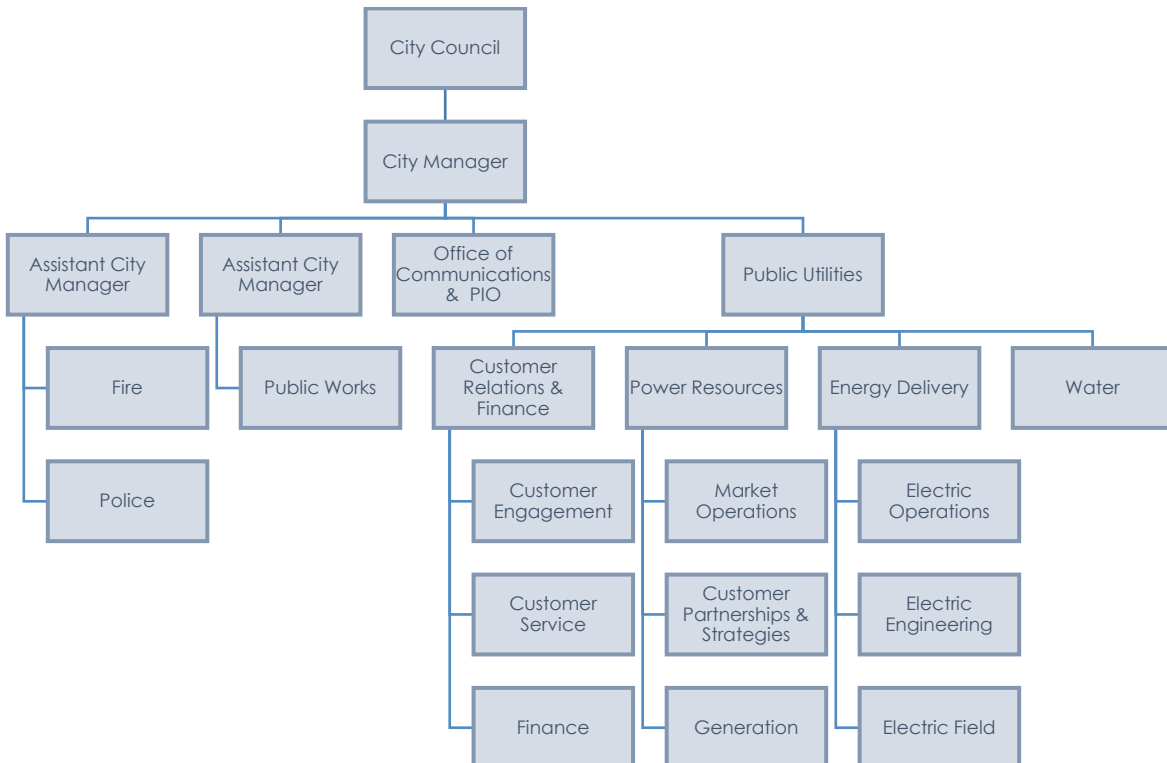 City Council
City Manager
Assistant City
Manager
Assistant City
Manager
Office of
Communications
& PIO
Public Utilities
Fire
Public Works
Customer
Relations &
Finance
Power Resources
Energy Delivery
Water
Police
Customer
Engagement
Market
Operations
Electric
Operations
Customer
Service
Customer
Partnerships &
Strategies
Electric
Engineering
Finance
Generation
Electric Field